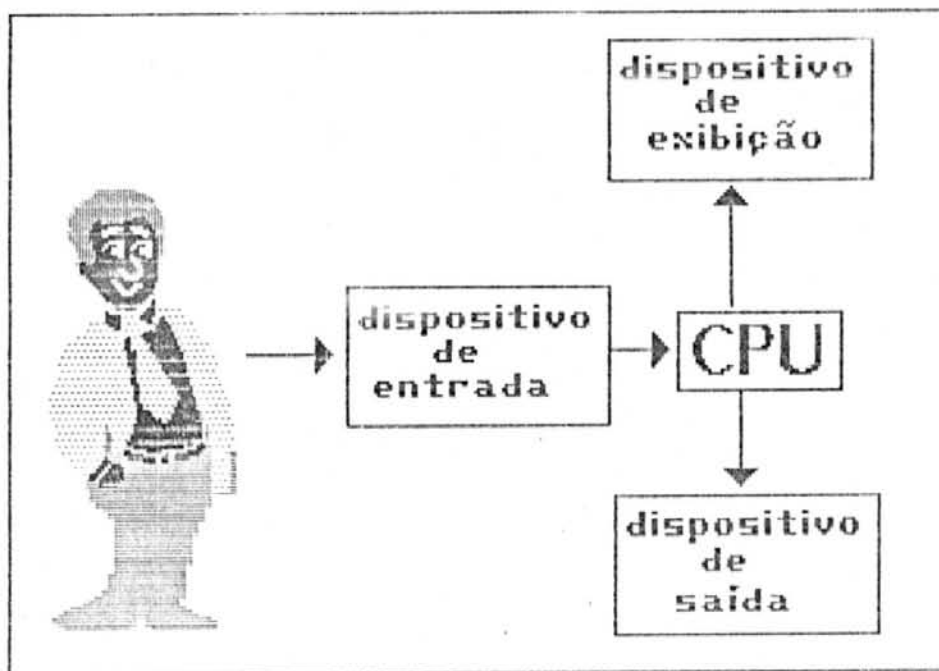 dispositivo
de
exibição
dispositivo
de
entrada
CPU
dispositivo
de
saída